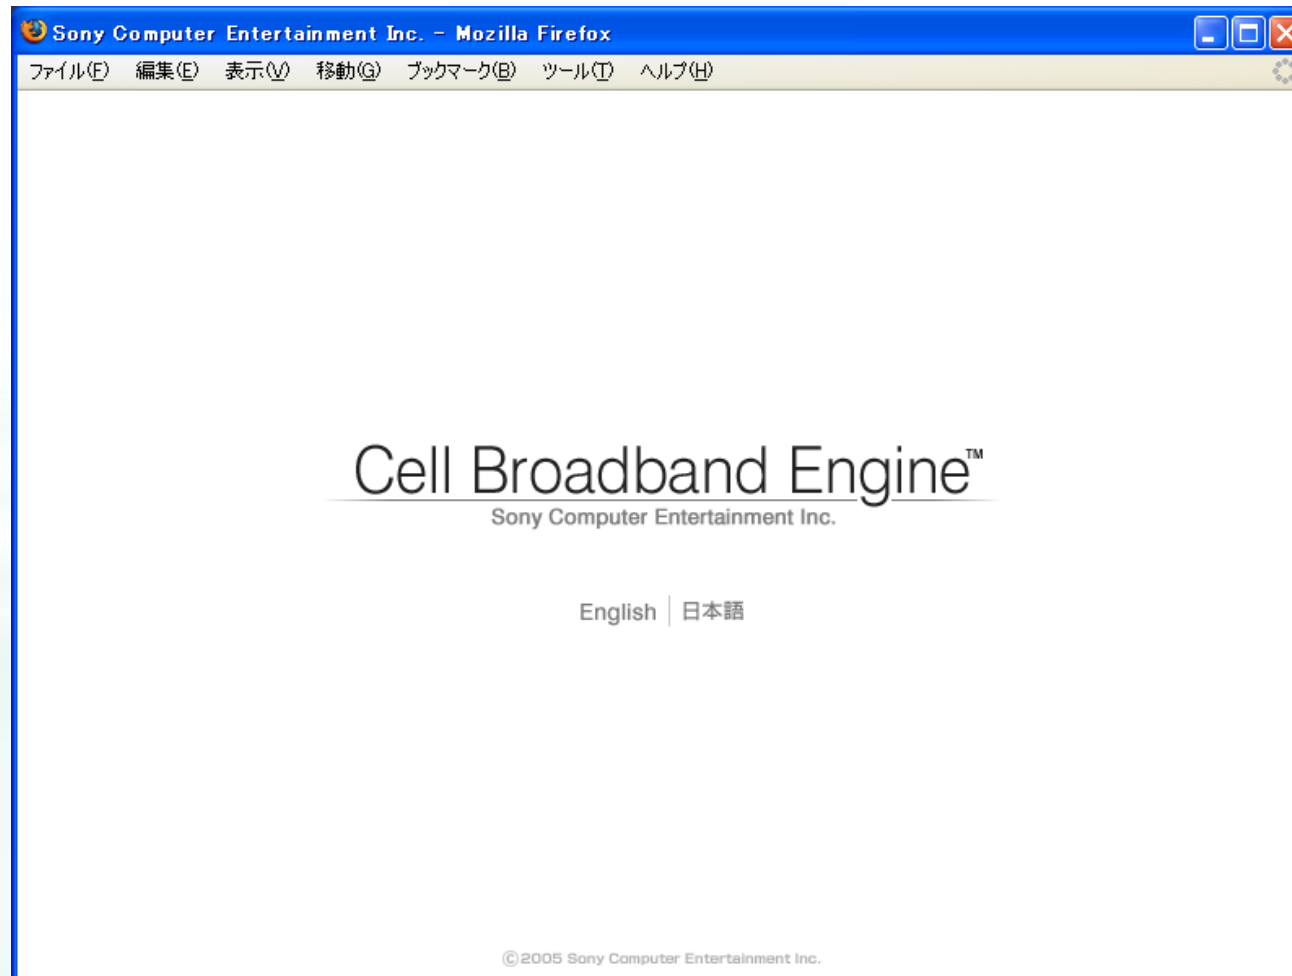 Sony Computer Entertainment Inc. - Mozilla Firefox
ファイル(F) 編集(E) 表示(V) 移動(G) ブックマーク(B) ツール(T) ヘルプ(H)
Cell Broadband Engine™
Sony Computer Entertainment Inc.
English | 日本語
©2005 Sony Computer Entertainment Inc.